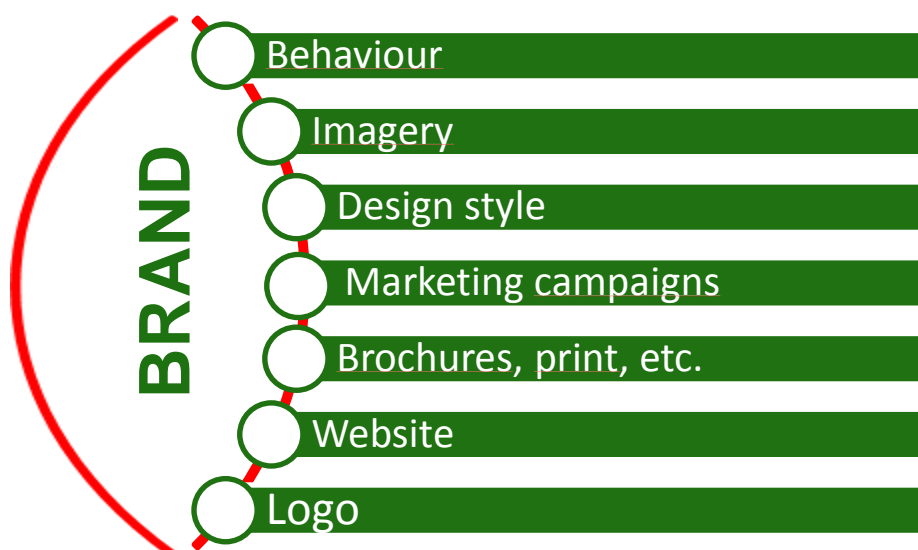 BRAND
Behaviour
Imagery
Design style
Marketing campaigns
Brochures, print, etc.
Website
Logo